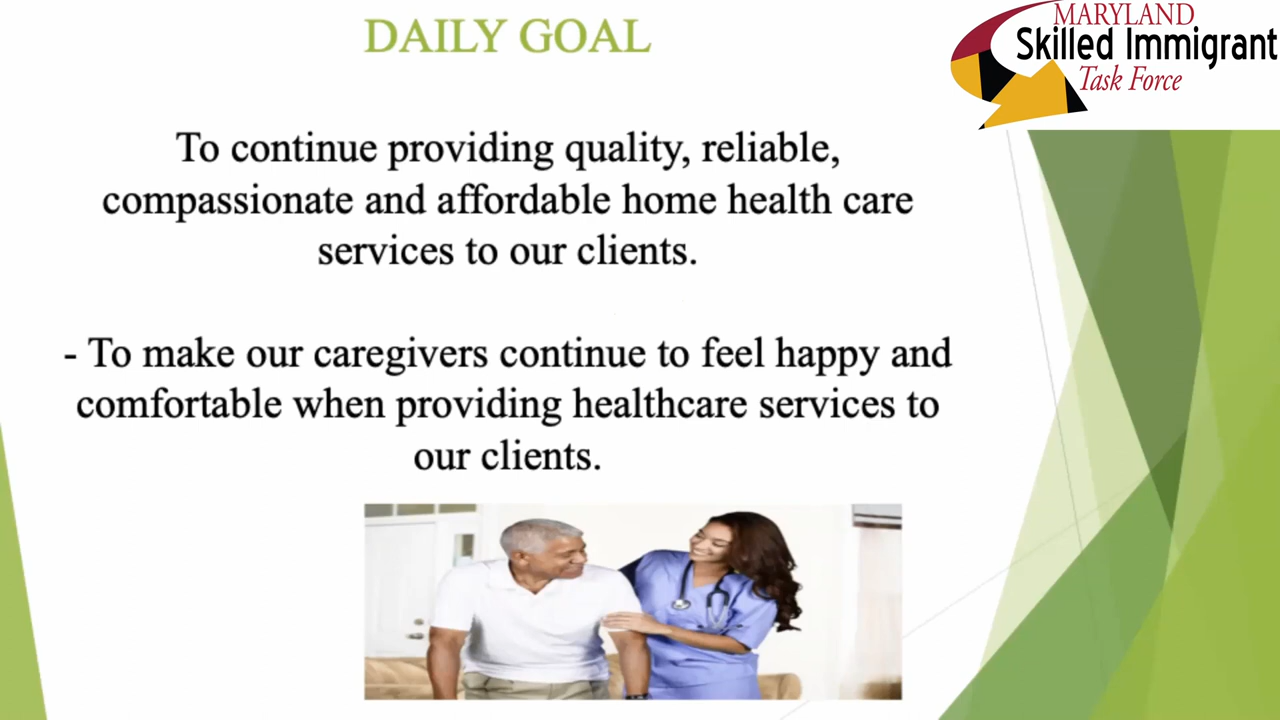 DAILY GOAL
MARYLAND
Skilled Immigrant
Task Force
To continue providing quality, reliable,
compassionate and affordable home health care
services to our clients.
- To make our caregivers continue to feel happy and
comfortable when providing healthcare services to
our clients.